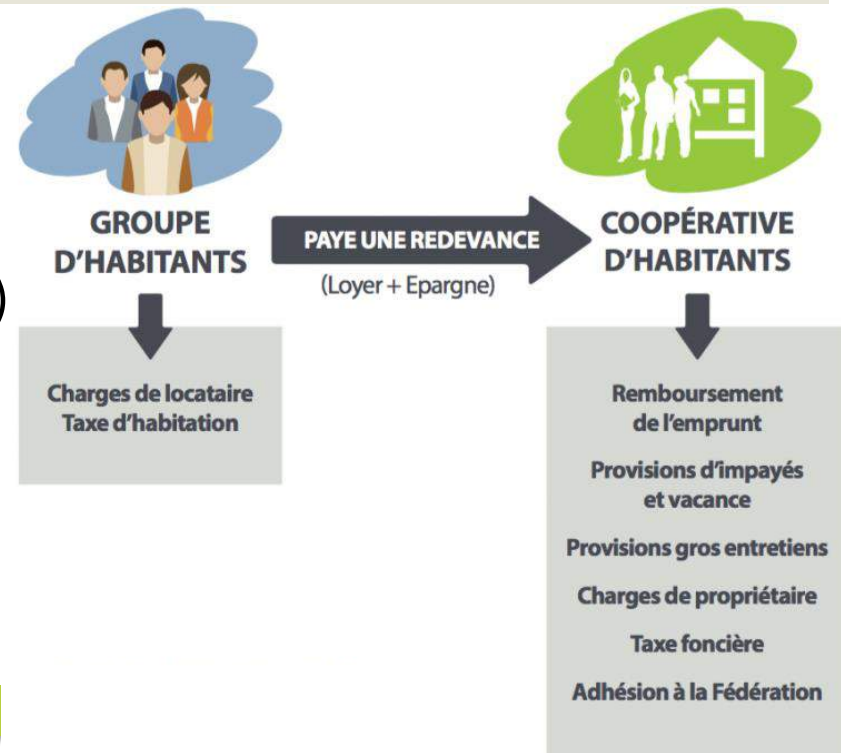 GROUPE
D'HABITANTS
PAYE UNE REDEVANCE
(Loyer + Epargne)
COOPÉRATIVE
D'HABITANTS
Charges de locataire
Taxe d'habitation
Remboursement
de l'emprunt
Provisions d'impayés
et vacance
Provisions gros entretiens
Charges de propriétaire
Taxe foncière
Adhésion à la Fédération
)